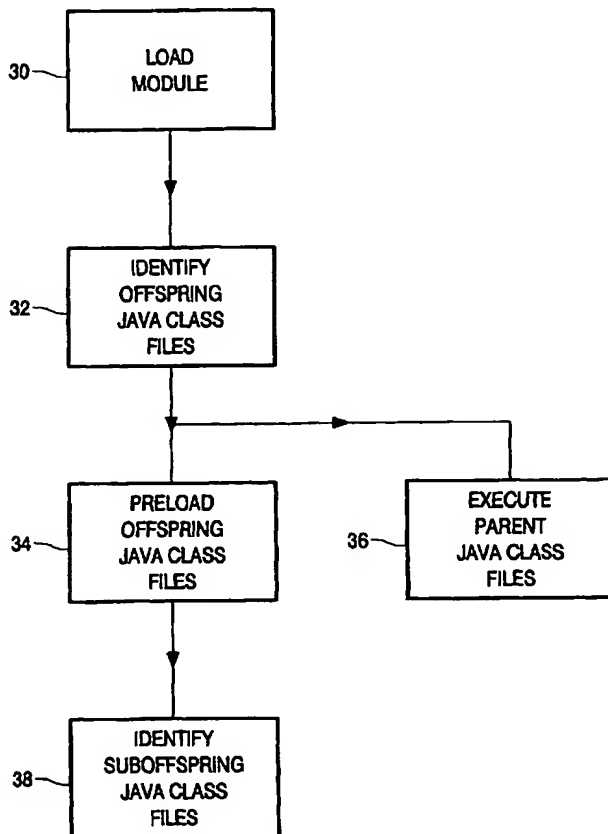 30
LOAD
MODULE
32
IDENTIFY
OFFSPRING
JAVA CLASS
FILES
34
PRELOAD
OFFSPRING
JAVA CLASS
FILES
36
EXECUTE
PARENT
JAVA CLASS
FILES
38
IDENTIFY
SUBOFFSPRING
JAVA CLASS
FILES